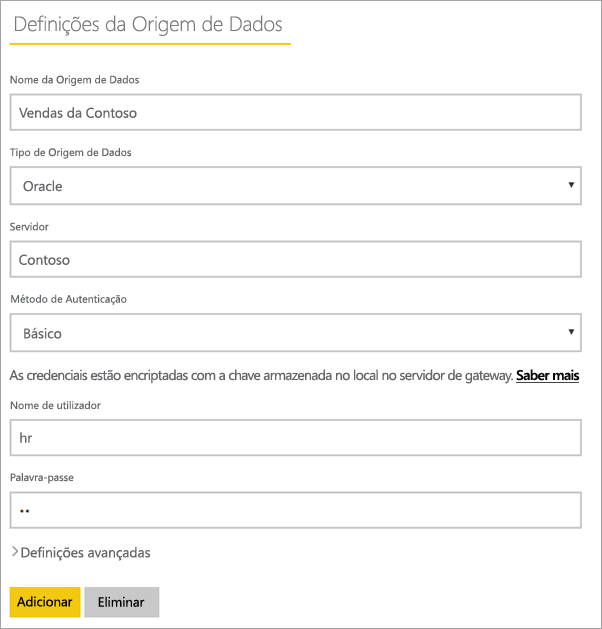 Definições da Origem de Dados
Nome da Origem de Dados
Vendas da Contoso
Tipo de Origem de Dados
Oracle
Servidor
Contoso
Método de Autenticação
Básico
As credenciais estão encriptadas com a chave armazenada no local no servidor de gateway. Saber mais
Nome de utilizador
hr
Palavra-passe
••
Definições avançadas
Adicionar Eliminar